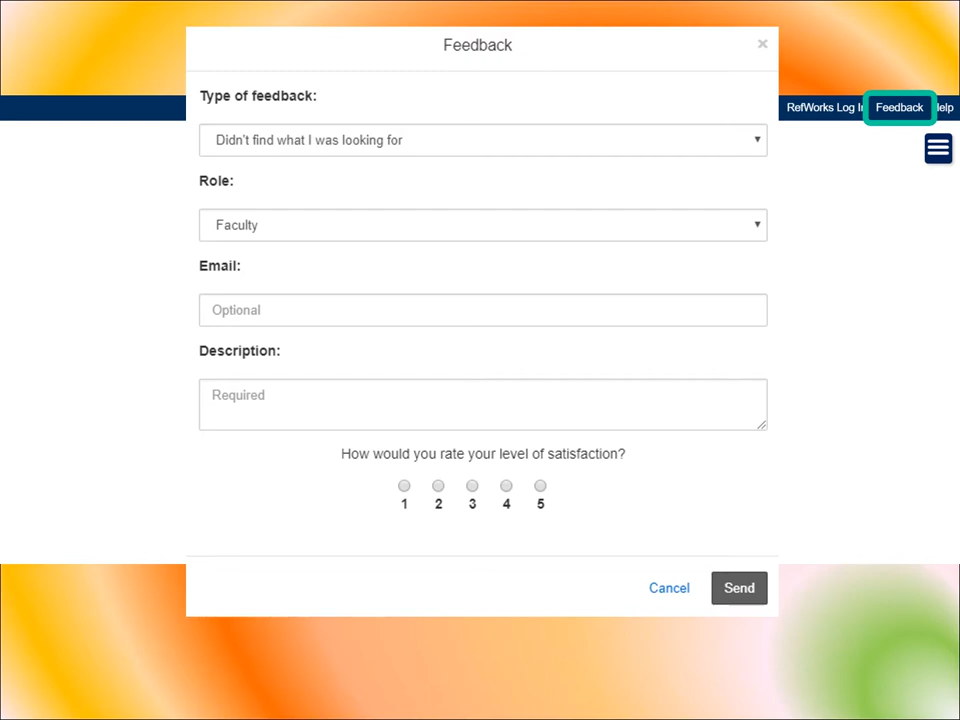 Feedback
×
Type of feedback:
RefWorks Log In Feedback Help
Didn't find what I was looking for
Role:
Faculty
Email:
Optional
Description:
Required
How would you rate your level of satisfaction?
1 2 3 4 5
Cancel Send